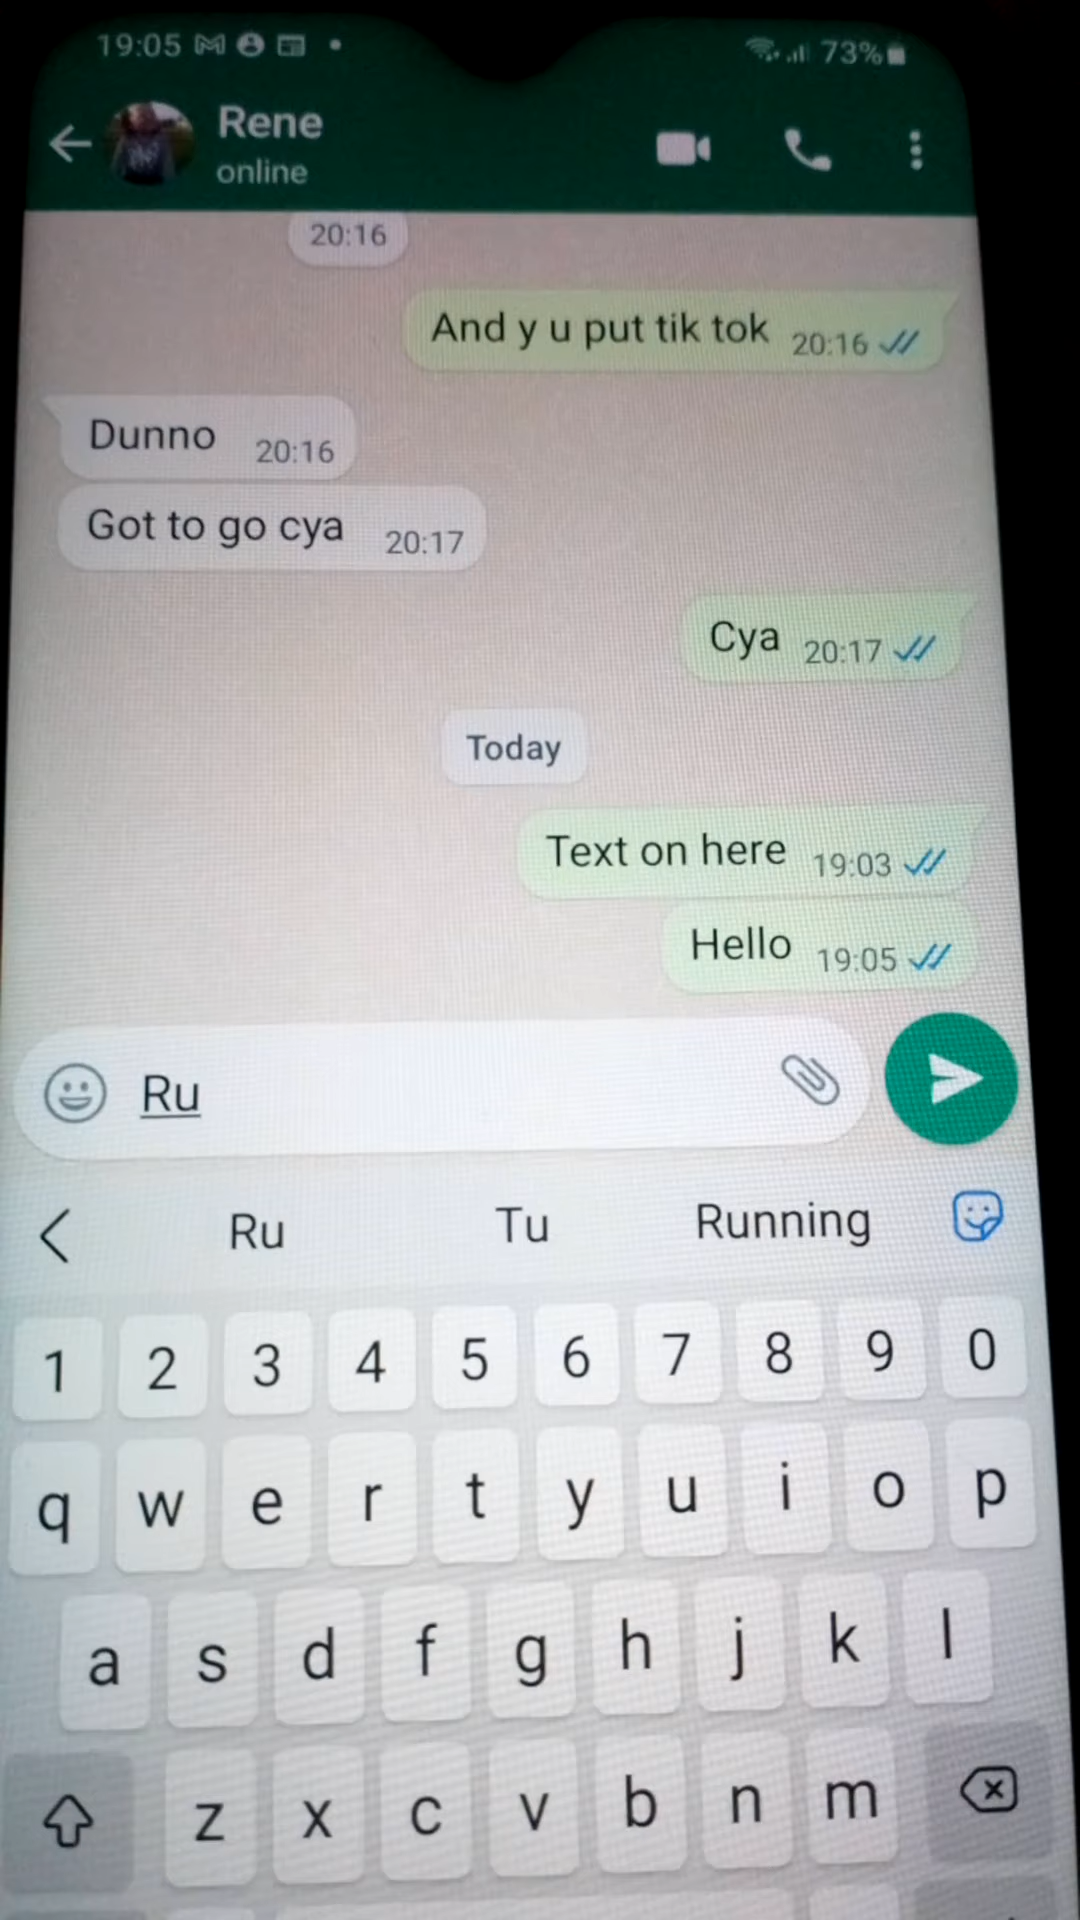 19:05 73%
Rene
online
20:16
And y u put tik tok 20:16
Dunno 20:16
Got to go cya 20:17
Cya 20:17
Today
Text on here 19:03
Hello 19:05
Ru
Ru Tu Running
1 2 3 4 5 6 7 8 9 0
q w e r t y u i o p
a s d f g h j k l
z x c v b n m